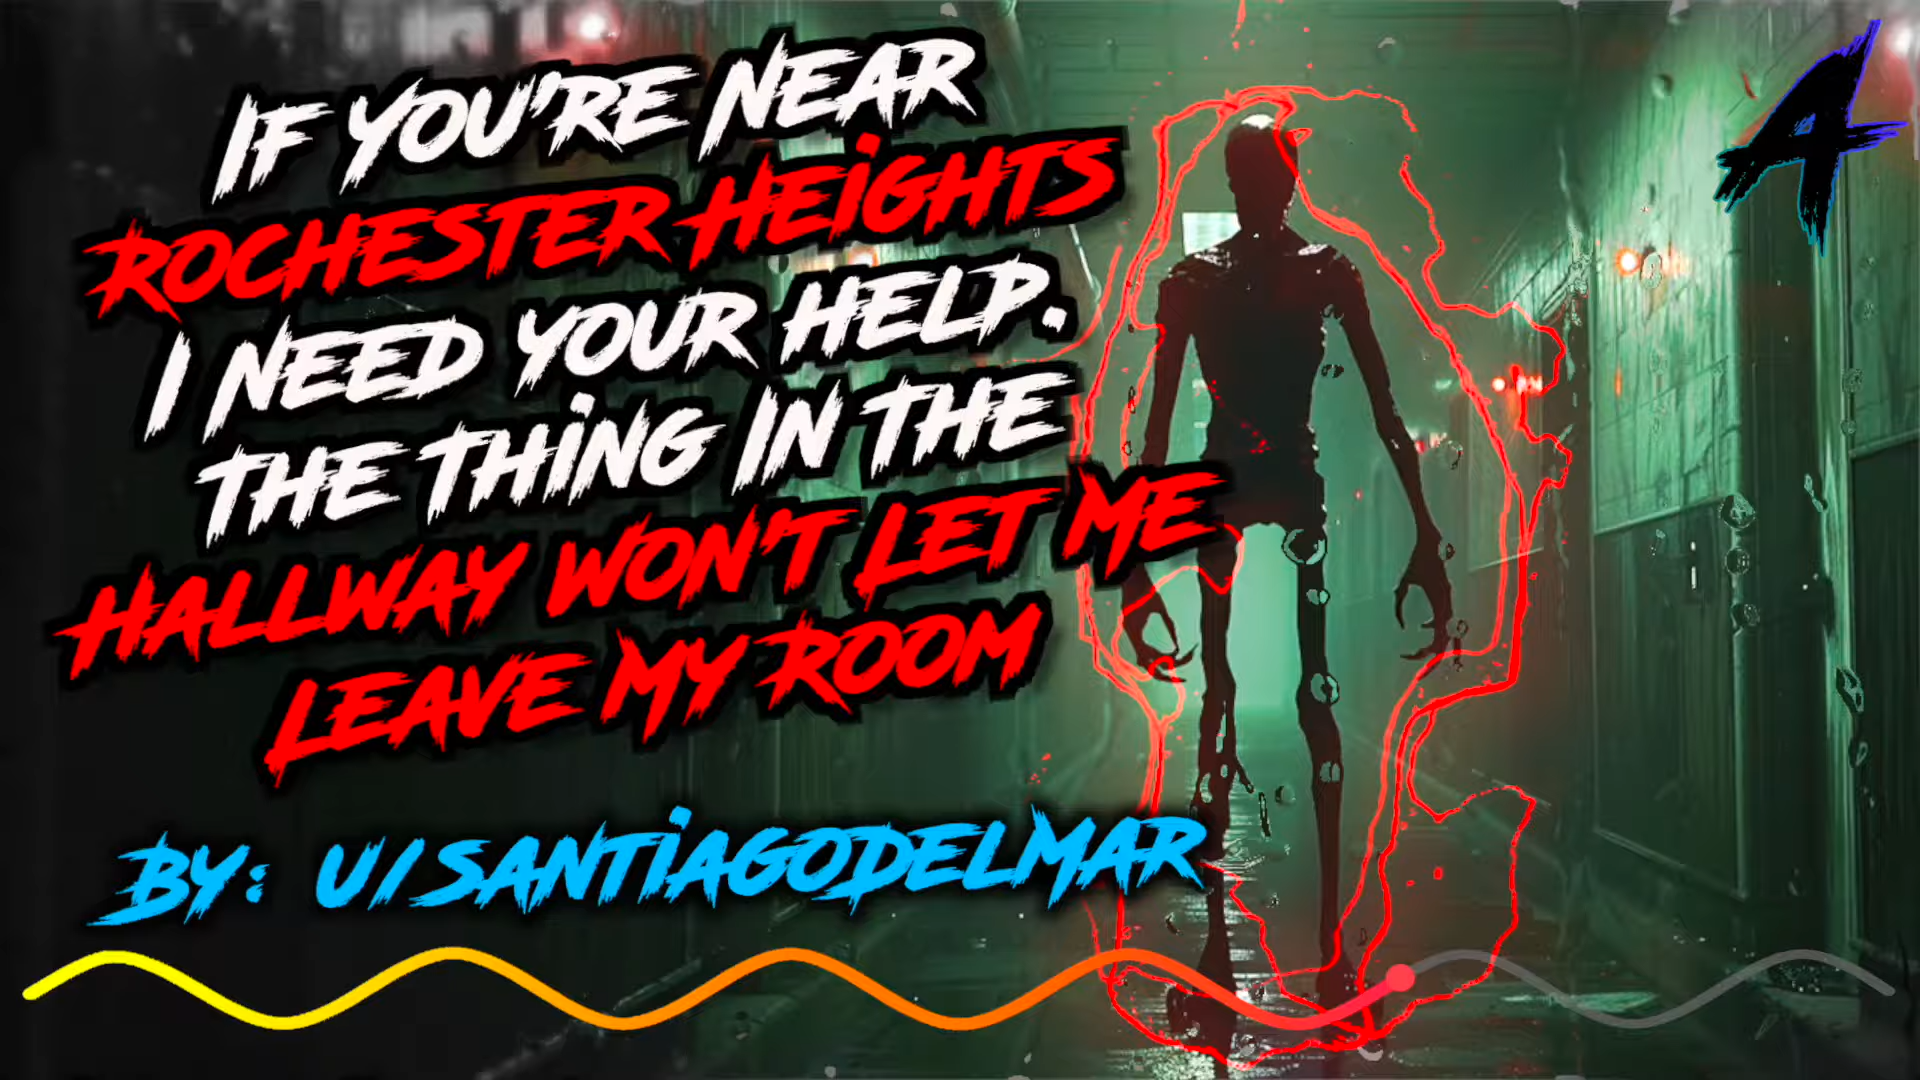 IF YOU'RE NEAR
ROCHESTER HEIGHTS
I NEED YOUR HELP.
THE THING IN THE
HALLWAY WON'T LET ME
LEAVE MY ROOM
BY: U/SANTIAGODELMAR
A